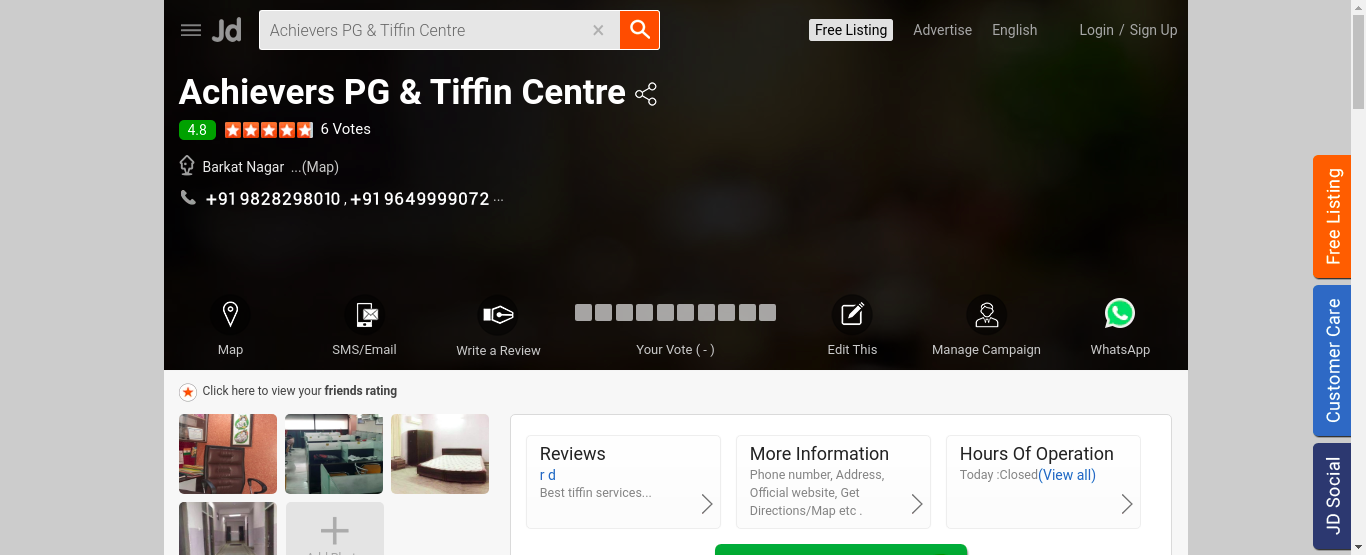 Jd Achievers PG & Tiffin Centre × Free Listing Advertise English Login / Sign Up
Achievers PG & Tiffin Centre
4.8 6 Votes
Barkat Nagar ...(Map)
+91 9828298010 , +91 9649999072 ...
Map SMS/Email Write a Review Your Vote ( - ) Edit This Manage Campaign WhatsApp
Click here to view your friends rating
Reviews
r d
Best tiffin services...
More Information
Phone number, Address,
Official website, Get
Directions/Map etc .
Hours Of Operation
Today :Closed(View all)
Free Listing
Customer Care
JD Social